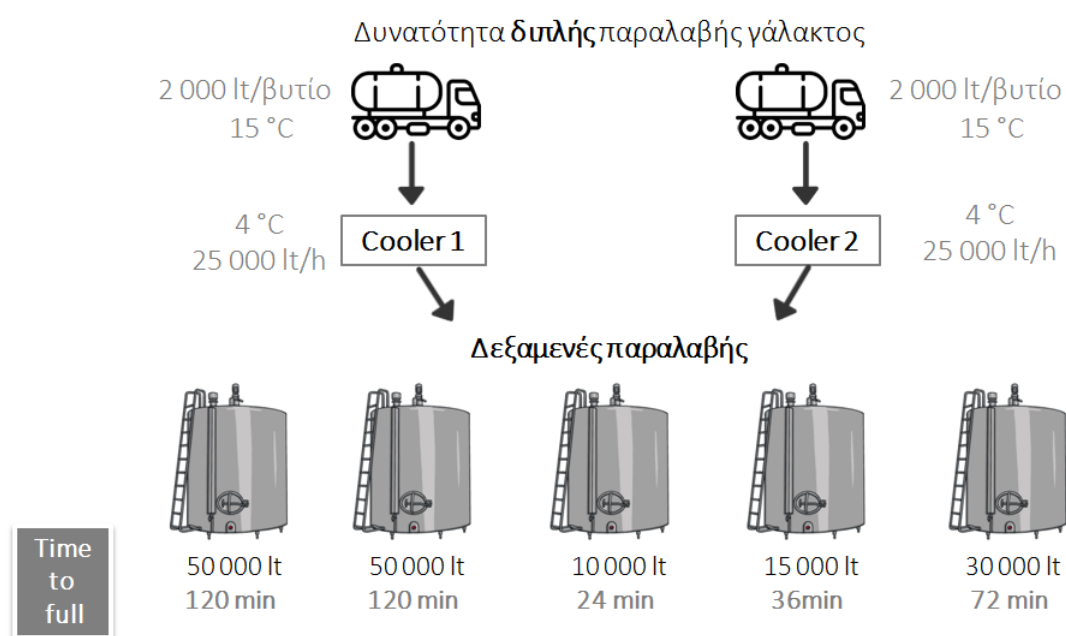 Δυνατότητα διπλής παραλαβής γάλακτος
2 000 lt/βυτίο
15 °C
2 000 lt/βυτίο
15 °C
4 °C
25 000 lt/h
Cooler 1
Cooler 2
4 °C
25 000 lt/h
Δεξαμενές παραλαβής
Time
to
full
50 000 lt
120 min
50 000 lt
120 min
10 000 lt
24 min
15 000 lt
36min
30 000 lt
72 min